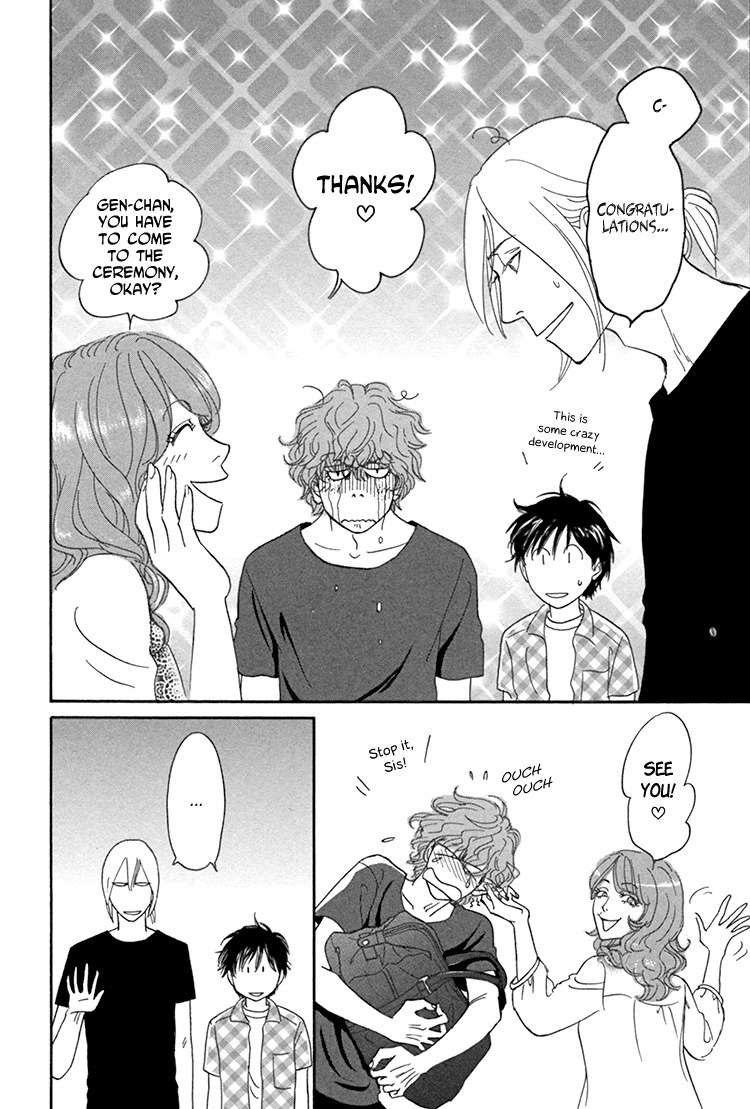 C-
CONGRATU-
LATIONS...
THANKS!
♡
GEN-CHAN,
YOU HAVE
TO COME
TO THE
CEREMONY,
OKAY?
This is
some crazy
development...
SEE
YOU!
♡
OUCH
OUCH
Stop it,
Sis!
...